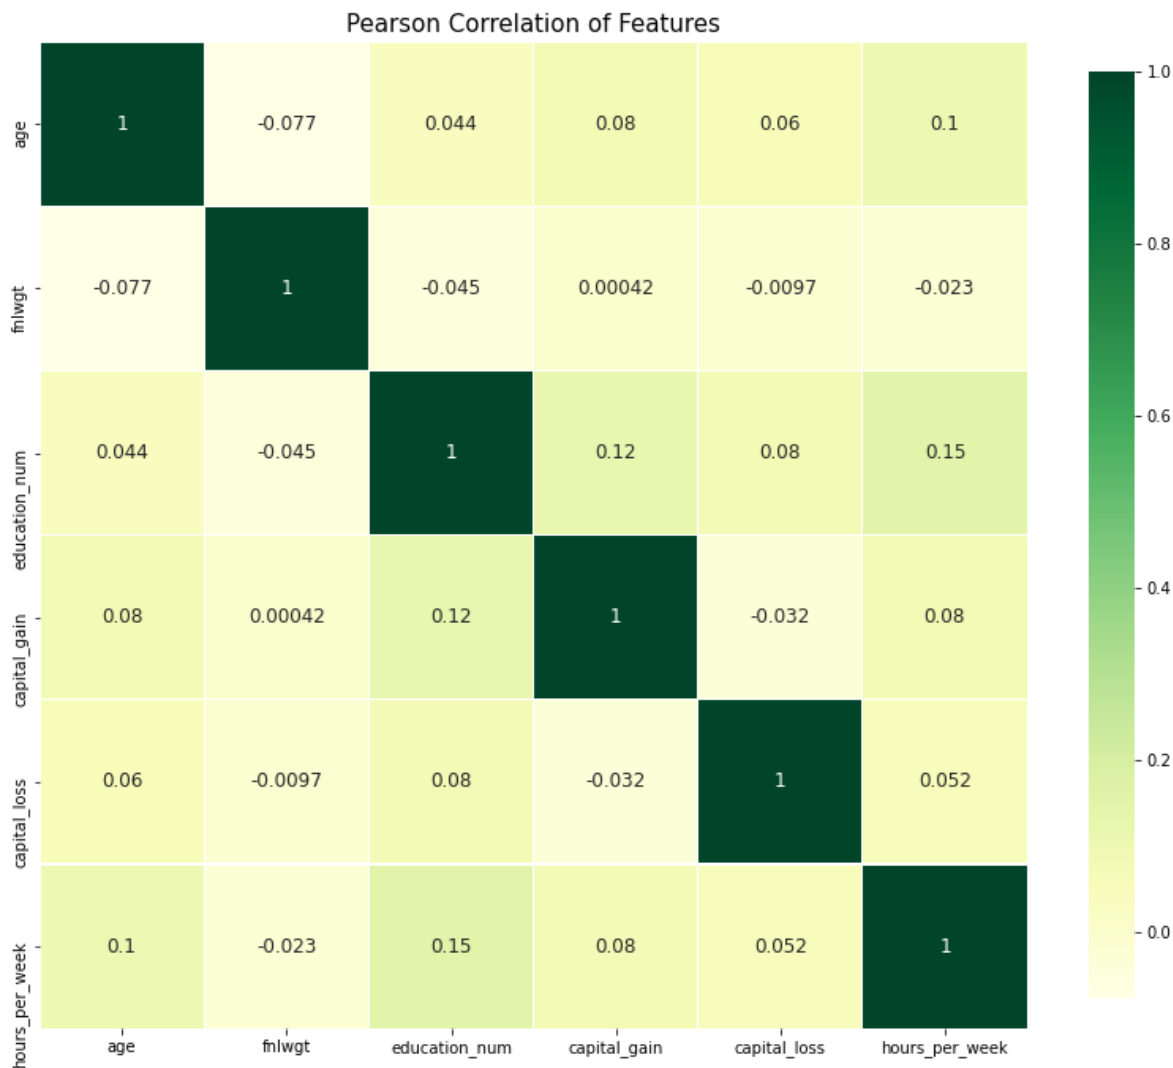 Pearson Correlation of Features
age 1 -0.077 0.044 0.08 0.06 0.1
fnlwgt -0.077 1 -0.045 0.00042 -0.0097 -0.023
education_num 0.044 -0.045 1 0.12 0.08 0.15
capital_gain 0.08 0.00042 0.12 1 -0.032 0.08
capital_loss 0.06 -0.0097 0.08 -0.032 1 0.052
hours_per_week 0.1 -0.023 0.15 0.08 0.052 1
age fnlwgt education_num capital_gain capital_loss hours_per_week
1.0
0.8
0.6
0.4
0.2
0.0